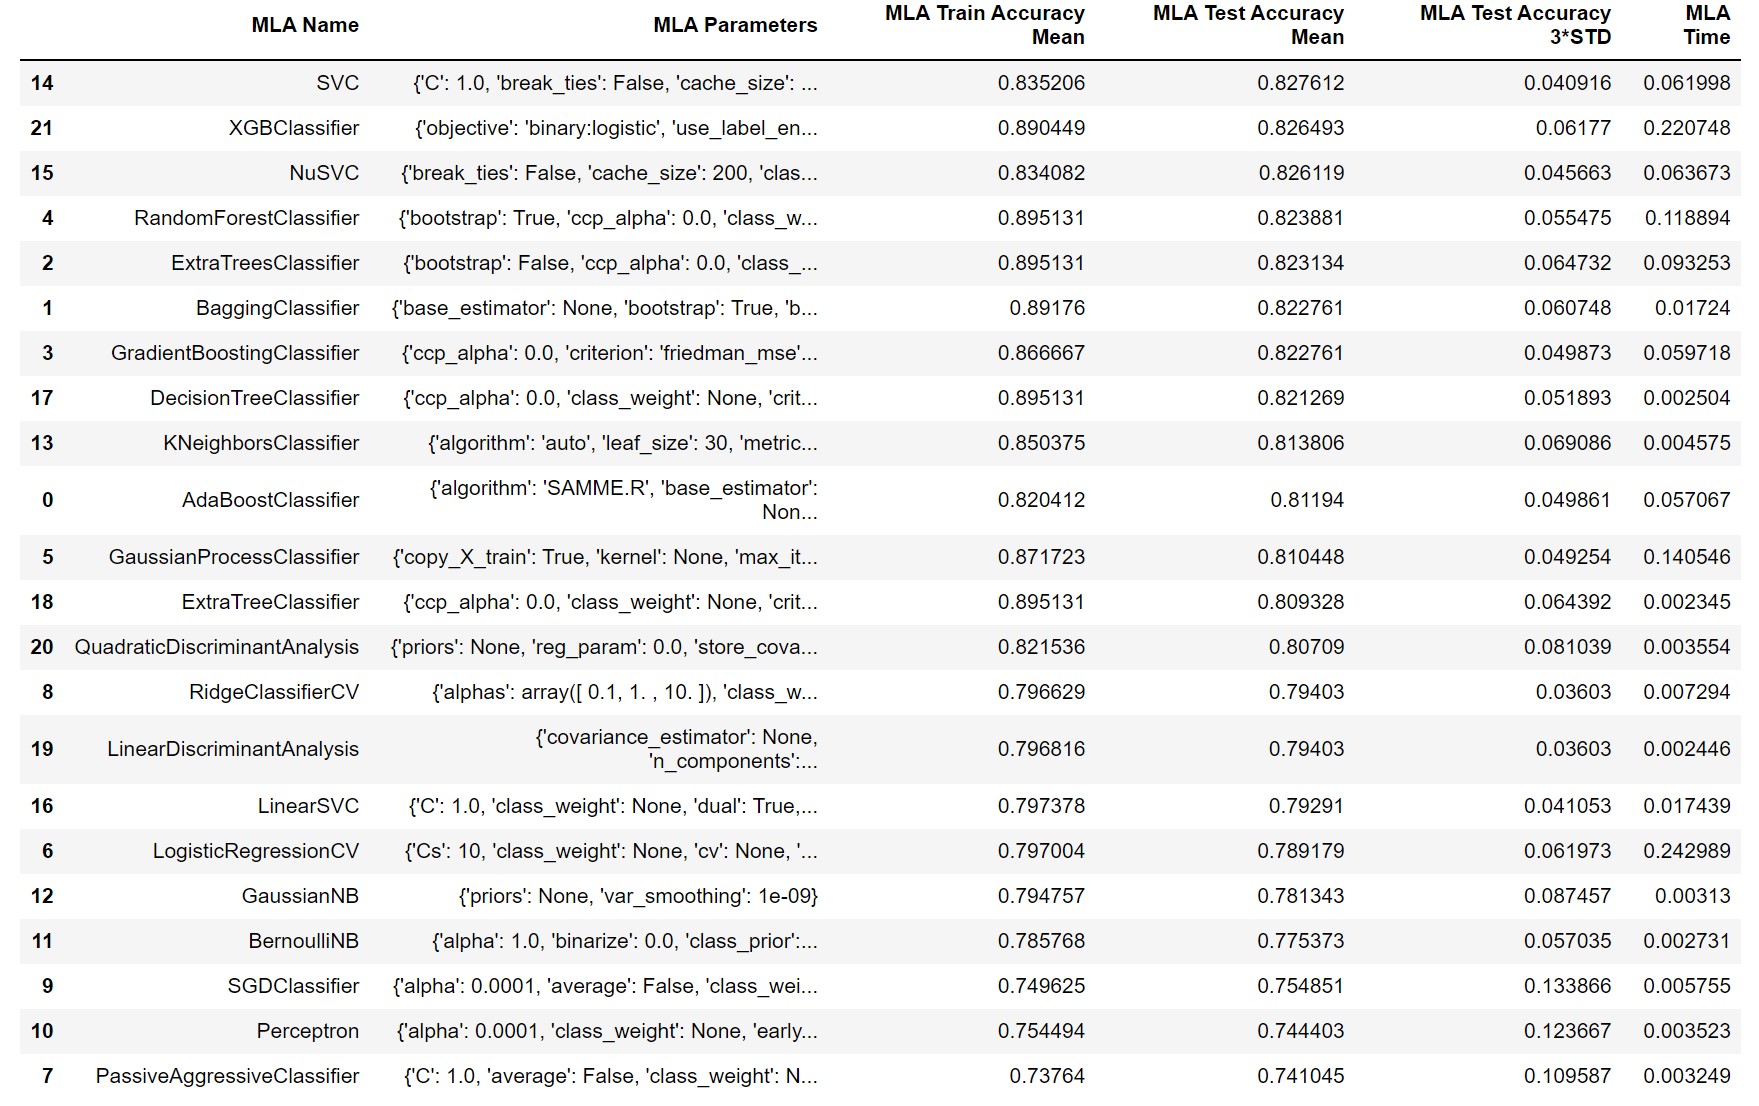 MLA Name MLA Parameters MLA Train Accuracy Mean MLA Test Accuracy Mean MLA Test Accuracy 3*STD MLA Time
14 SVC {'C': 1.0, 'break_ties': False, 'cache_size': ... 0.835206 0.827612 0.040916 0.061998
21 XGBClassifier {'objective': 'binary:logistic', 'use_label_en... 0.890449 0.826493 0.06177 0.220748
15 NuSVC {'break_ties': False, 'cache_size': 200, 'clas... 0.834082 0.826119 0.045663 0.063673
4 RandomForestClassifier {'bootstrap': True, 'ccp_alpha': 0.0, 'class_w... 0.895131 0.823881 0.055475 0.118894
2 ExtraTreesClassifier {'bootstrap': False, 'ccp_alpha': 0.0, 'class_... 0.895131 0.823134 0.064732 0.093253
1 BaggingClassifier {'base_estimator': None, 'bootstrap': True, 'b... 0.89176 0.822761 0.060748 0.01724
3 GradientBoostingClassifier {'ccp_alpha': 0.0, 'criterion': 'friedman_mse'... 0.866667 0.822761 0.049873 0.059718
17 DecisionTreeClassifier {'ccp_alpha': 0.0, 'class_weight': None, 'crit... 0.895131 0.821269 0.051893 0.002504
13 KNeighborsClassifier {'algorithm': 'auto', 'leaf_size': 30, 'metric... 0.850375 0.813806 0.069086 0.004575
0 AdaBoostClassifier {'algorithm': 'SAMME.R', 'base_estimator': Non... 0.820412 0.81194 0.049861 0.057067
5 GaussianProcessClassifier {'copy_X_train': True, 'kernel': None, 'max_it... 0.871723 0.810448 0.049254 0.140546
18 ExtraTreeClassifier {'ccp_alpha': 0.0, 'class_weight': None, 'crit... 0.895131 0.809328 0.064392 0.002345
20 QuadraticDiscriminantAnalysis {'priors': None, 'reg_param': 0.0, 'store_cova... 0.821536 0.80709 0.081039 0.003554
8 RidgeClassifierCV {'alphas': array([ 0.1, 1. , 10. ]), 'class_w... 0.796629 0.79403 0.03603 0.007294
19 LinearDiscriminantAnalysis {'covariance_estimator': None, 'n_components':... 0.796816 0.79403 0.03603 0.002446
16 LinearSVC {'C': 1.0, 'class_weight': None, 'dual': True,... 0.797378 0.79291 0.041053 0.017439
6 LogisticRegressionCV {'Cs': 10, 'class_weight': None, 'cv': None, '... 0.797004 0.789179 0.061973 0.242989
12 GaussianNB {'priors': None, 'var_smoothing': 1e-09} 0.794757 0.781343 0.087457 0.00313
11 BernoulliNB {'alpha': 1.0, 'binarize': 0.0, 'class_prior':... 0.785768 0.775373 0.057035 0.002731
9 SGDClassifier {'alpha': 0.0001, 'average': False, 'class_wei... 0.749625 0.754851 0.133866 0.005755
10 Perceptron {'alpha': 0.0001, 'class_weight': None, 'early... 0.754494 0.744403 0.123667 0.003523
7 PassiveAggressiveClassifier {'C': 1.0, 'average': False, 'class_weight': N... 0.73764 0.741045 0.109587 0.003249